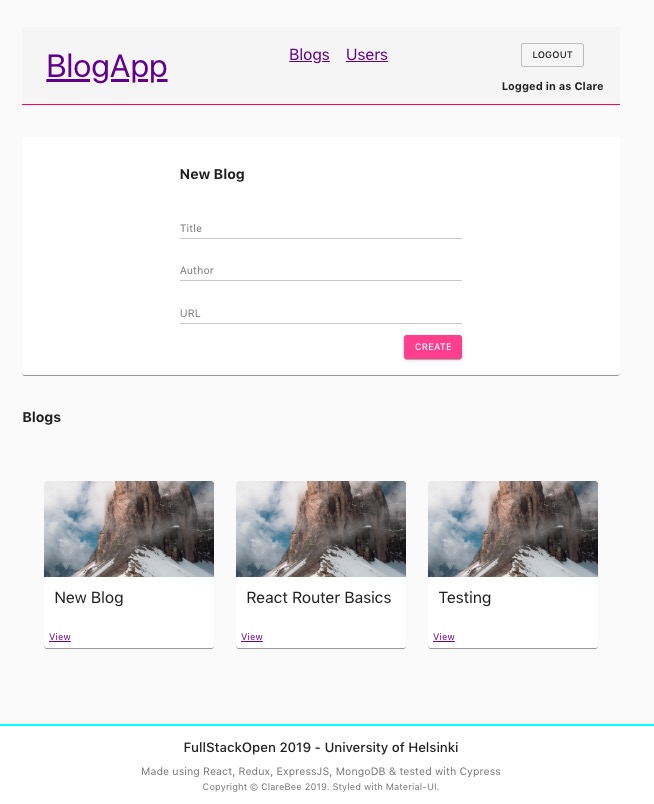 BlogApp
Blogs Users
LOGOUT
Logged in as Clare
New Blog
Title
Author
URL
CREATE
Blogs
New Blog
View
React Router Basics
View
Testing
View
FullStackOpen 2019 - University of Helsinki
Made using React, Redux, ExpressJS, MongoDB & tested with Cypress
Copyright © ClareBee 2019. Styled with Material-UI.